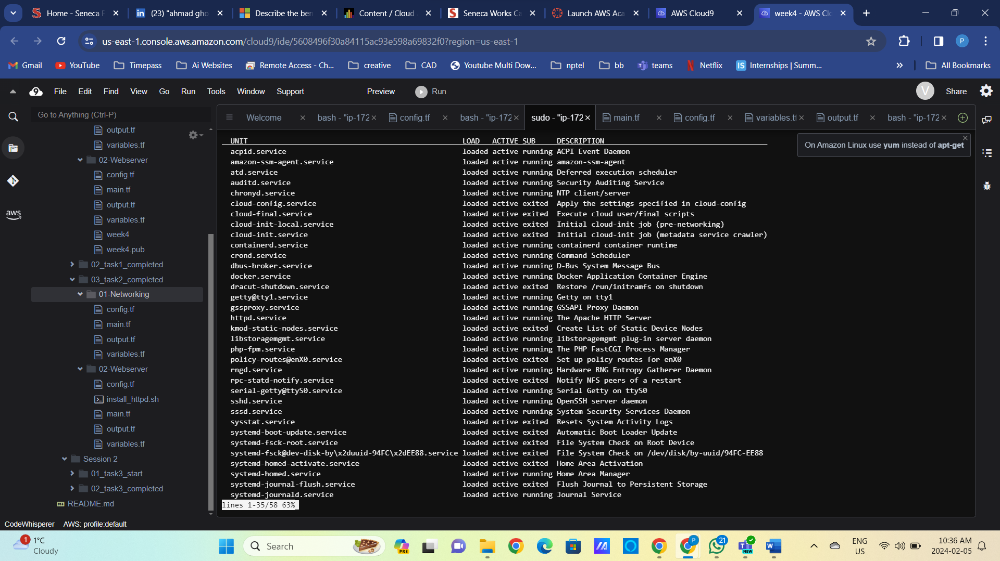 Home - Seneca P
(23) "ahmad gho
Describe the ben
Content / Cloud
Seneca Works Ca
Launch AWS Aca
AWS Cloud9
week4 - AWS Clo
us-east-1.console.aws.amazon.com/cloud9/ide/5608496f30a84115ac93e598a69832f0?region=us-east-1
P
Gmail YouTube Timepass Ai Websites Remote Access - Ch... creative CAD Youtube Multi Dow... nptel bb teams Netflix IS Internships | Summ... All Bookmarks
File Edit Find View Go Run Tools Window Support Preview Run V Share
Go to Anything (Ctrl-P)
Welcome bash - "ip-172 config.tf bash - "ip-172 sudo - "ip-172 main.tf config.tf variables.tf output.tf bash - "ip-172
aws
output.tf
variables.tf
02-Webserver
config.tf
main.tf
output.tf
variables.tf
week4
week4.pub
02_task1_completed
03_task2_completed
01-Networking
config.tf
main.tf
output.tf
variables.tf
02-Webserver
config.tf
install_httpd.sh
main.tf
output.tf
variables.tf
Session 2
01_task3_start
02_task3_completed
README.md
UNIT LOAD ACTIVE SUB DESCRIPTION
acpid.service loaded active running ACPI Event Daemon
amazon-ssm-agent.service loaded active running amazon-ssm-agent
atd.service loaded active running Deferred execution scheduler
auditd.service loaded active running Security Auditing Service
chronyd.service loaded active running NTP client/server
cloud-config.service loaded active exited Apply the settings specified in cloud-config
cloud-final.service loaded active exited Execute cloud user/final scripts
cloud-init-local.service loaded active exited Initial cloud-init job (pre-networking)
cloud-init.service loaded active exited Initial cloud-init job (metadata service crawler)
containerd.service loaded active running containerd container runtime
crond.service loaded active running Command Scheduler
dbus-broker.service loaded active running D-Bus System Message Bus
docker.service loaded active running Docker Application Container Engine
dracut-shutdown.service loaded active exited Restore /run/initramfs on shutdown
getty@tty1.service loaded active running Getty on tty1
gssproxy.service loaded active running GSSAPI Proxy Daemon
httpd.service loaded active running The Apache HTTP Server
kmod-static-nodes.service loaded active exited Create List of Static Device Nodes
libstoragemgmt.service loaded active running libstoragemgmt plug-in server daemon
php-fpm.service loaded active running The PHP FastCGI Process Manager
policy-routes@enX0.service loaded active exited Set up policy routes for enX0
rngd.service loaded active running Hardware RNG Entropy Gatherer Daemon
rpc-statd-notify.service loaded active exited Notify NFS peers of a restart
serial-getty@ttyS0.service loaded active running Serial Getty on ttyS0
sshd.service loaded active running OpenSSH server daemon
sssd.service loaded active running System Security Services Daemon
sysstat.service loaded active exited Resets System Activity Logs
systemd-boot-update.service loaded active exited Automatic Boot Loader Update
systemd-fsck-root.service loaded active exited File System Check on Root Device
systemd-fsck@dev-disk-by\x2duuid-94FC\x2dEE88.service loaded active exited File System Check on /dev/disk/by-uuid/94FC-EE88
systemd-homed-activate.service loaded active exited Home Area Activation
systemd-homed.service loaded active running Home Area Manager
systemd-journal-flush.service loaded active exited Flush Journal to Persistent Storage
systemd-journald.service loaded active running Journal Service
lines 1-35/58 63%
On Amazon Linux use yum instead of apt-get
CodeWhisperer AWS: profile:default
1
1°C
Cloudy
Search
PRE
P
21
NEW
ENG
US
10:36 AM
2024-02-05